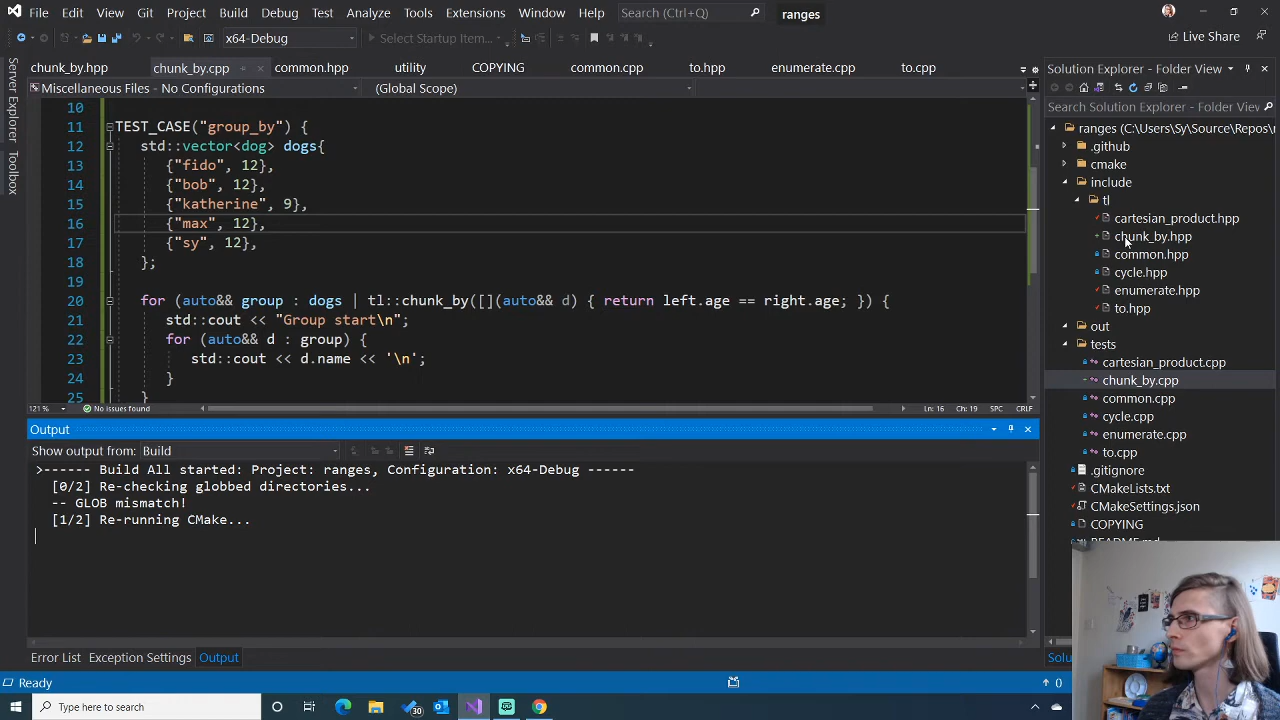 File Edit View Git Project Build Debug Test Analyze Tools Extensions Window Help Search (Ctrl+Q) ranges
x64-Debug Select Startup Item... Live Share
chunk_by.hpp chunk_by.cpp common.hpp utility COPYING common.cpp to.hpp enumerate.cpp to.cpp
Miscellaneous Files - No Configurations (Global Scope)
Server Explorer
Toolbox
10
11 TEST_CASE("group_by") {
12 std::vector<dog> dogs{
13 {"fido", 12},
14 {"bob", 12},
15 {"katherine", 9},
16 {"max", 12},
17 {"sy", 12},
18 };
19
20 for (auto&& group : dogs | tl::chunk_by([](auto&& d) { return left.age == right.age; }) {
21 std::cout << "Group start\n";
22 for (auto&& d : group) {
23 std::cout << d.name << '\n';
24 }
25 }
121 % No issues found Ln: 16 Ch: 19 SPC CRLF
Output
Show output from: Build
>------ Build All started: Project: ranges, Configuration: x64-Debug ------
[0/2] Re-checking globbed directories...
-- GLOB mismatch!
[1/2] Re-running CMake...
Error List Exception Settings Output
Solution Explorer - Folder View
Search Solution Explorer - Folder View
ranges (C:\Users\Sy\Source\Repos\r
.github
cmake
include
tl
cartesian_product.hpp
chunk_by.hpp
common.hpp
cycle.hpp
enumerate.hpp
to.hpp
out
tests
cartesian_product.cpp
chunk_by.cpp
common.cpp
cycle.cpp
enumerate.cpp
to.cpp
.gitignore
CMakeLists.txt
CMakeSettings.json
COPYING
README.md
Solu
Ready 0
Type here to search 30